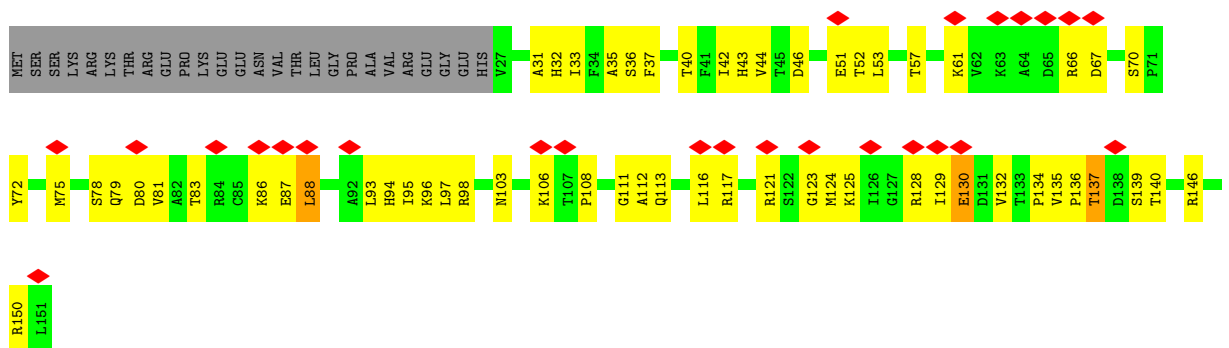 MET SER SER LYS ARG LYS THR ARG GLU PRO LYS GLU GLU ASN VAL THR LEU GLY PRO ALA VAL ARG GLU GLY GLU HIS V27 A31 H32 I33 F34 A35 S36 F37 T40 F41 I42 H43 V44 T45 D46 E51 T52 L53 T57 K61 V62 K63 A64 D65 R66 D67 S70 P71
Y72 M75 S78 Q79 D80 V81 A82 T83 R84 C85 K86 E87 L88 A92 L93 H94 I95 K96 L97 R98 N103 K106 T107 P108 G111 A112 Q113 L116 R117 R121 S122 G123 M124 K125 I126 G127 R128 I129 E130 D131 V132 T133 P134 V135 P136 T137 D138 S139 T140 R146
R150 L151